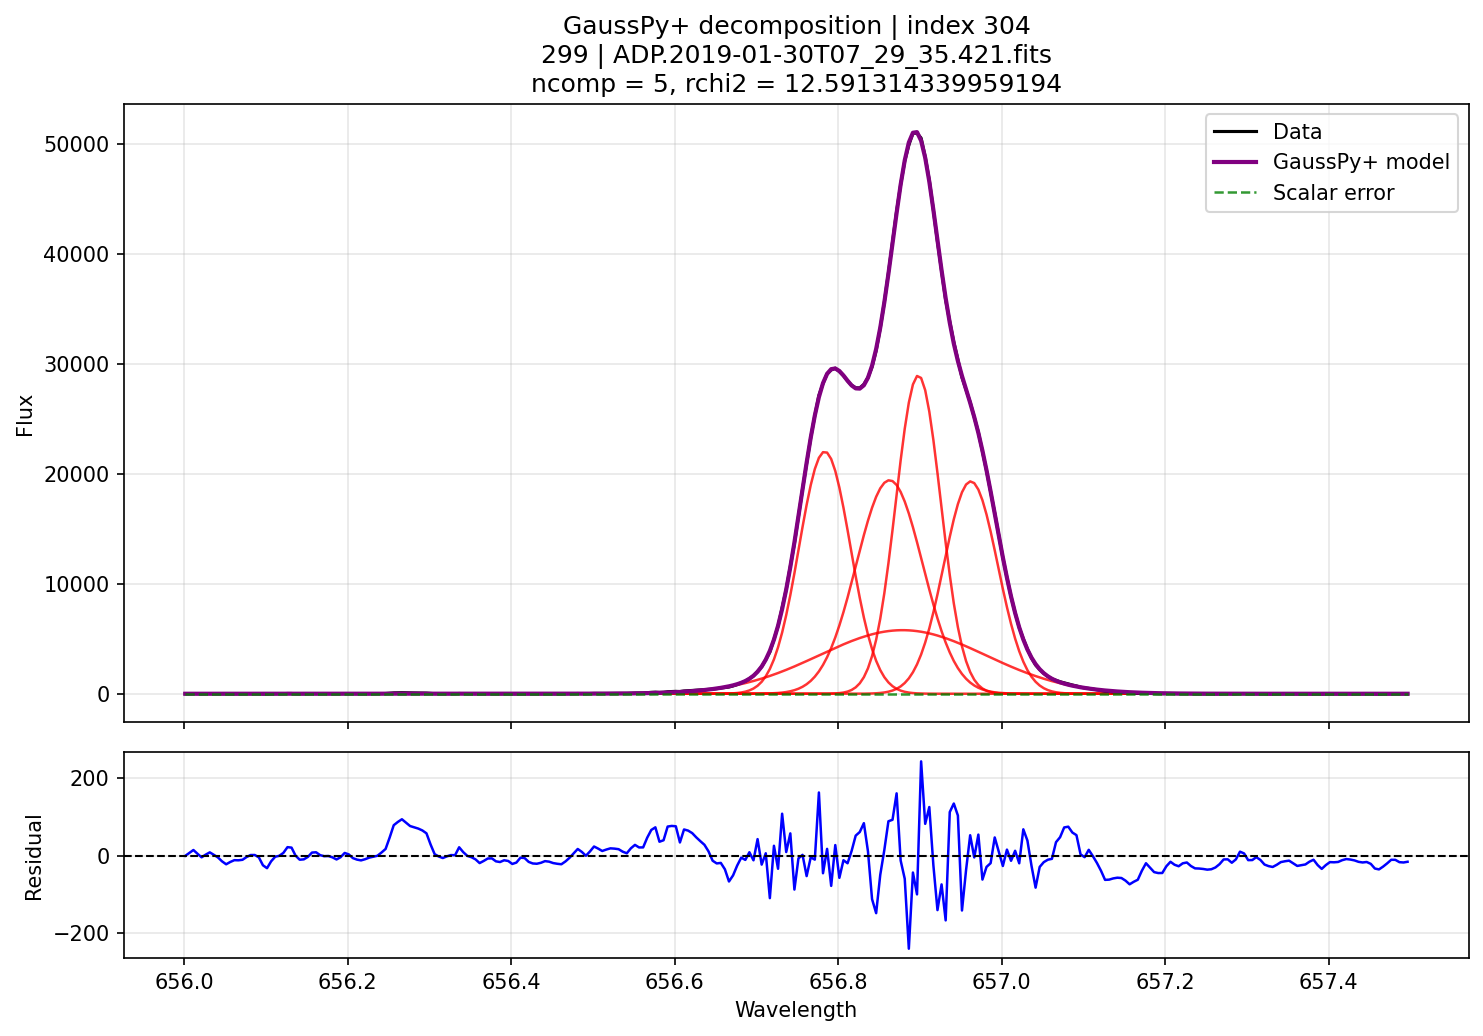 GaussPy+ decomposition | index 304
299 | ADP.2019-01-30T07_29_35.421.fits
ncomp = 5, rchi2 = 12.591314339959194
Data
GaussPy+ model
Scalar error
Flux
50000
40000
30000
20000
10000
0
Residual
200
0
−200
656.0 656.2 656.4 656.6 656.8 657.0 657.2 657.4
Wavelength